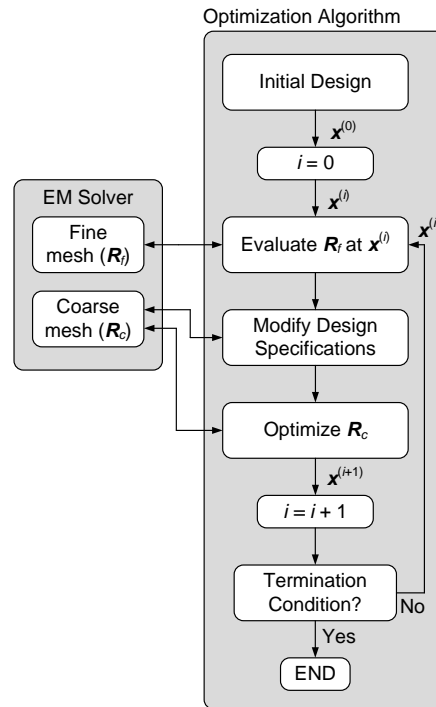 Optimization Algorithm
Initial Design
x(0)
i = 0
x(i)
EM Solver
Fine
mesh (Rf)
Evaluate Rf at x(i)
x(i
Coarse
mesh (Rc)
Modify Design
Specifications
Optimize Rc
x(i+1)
i = i + 1
Termination
Condition?
No
Yes
END